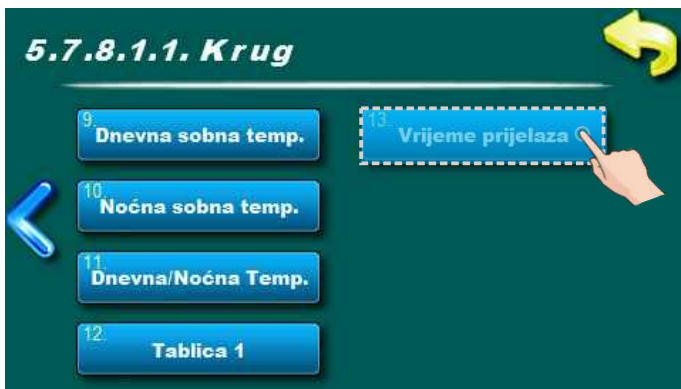 5.7.8.1.1. Krug
9. Dnevna sobna temp.
10. Noćna sobna temp.
11. Dnevna/Noćna Temp.
12. Tablica 1
13. Vrijeme prijelaza